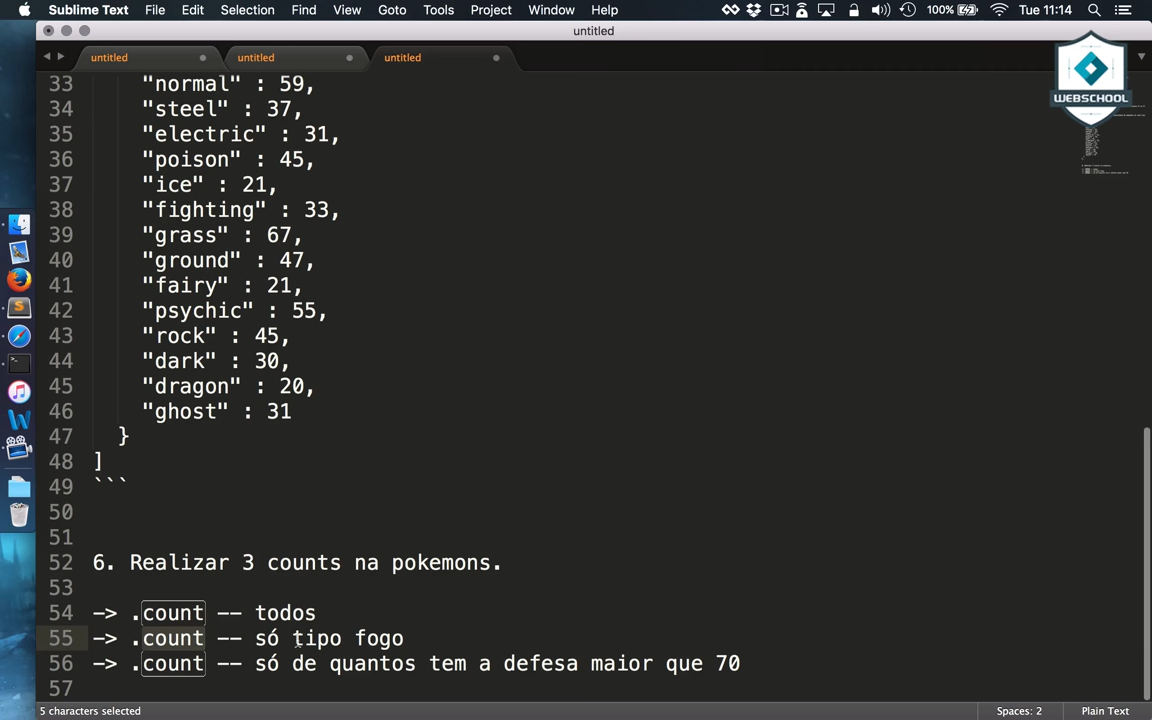 Sublime Text File Edit Selection Find View Goto Tools Project Window Help 100% Tue 11:14
untitled
untitled untitled untitled
WEBSCHOOL
33 "normal" : 59,
34 "steel" : 37,
35 "electric" : 31,
36 "poison" : 45,
37 "ice" : 21,
38 "fighting" : 33,
39 "grass" : 67,
40 "ground" : 47,
41 "fairy" : 21,
42 "psychic" : 55,
43 "rock" : 45,
44 "dark" : 30,
45 "dragon" : 20,
46 "ghost" : 31
47 }
48 ]
49 ```
50
51
52 6. Realizar 3 counts na pokemons.
53
54 -> .count -- todos
55 -> .count -- só tipo fogo
56 -> .count -- só de quantos tem a defesa maior que 70
57
5 characters selected Spaces: 2 Plain Text